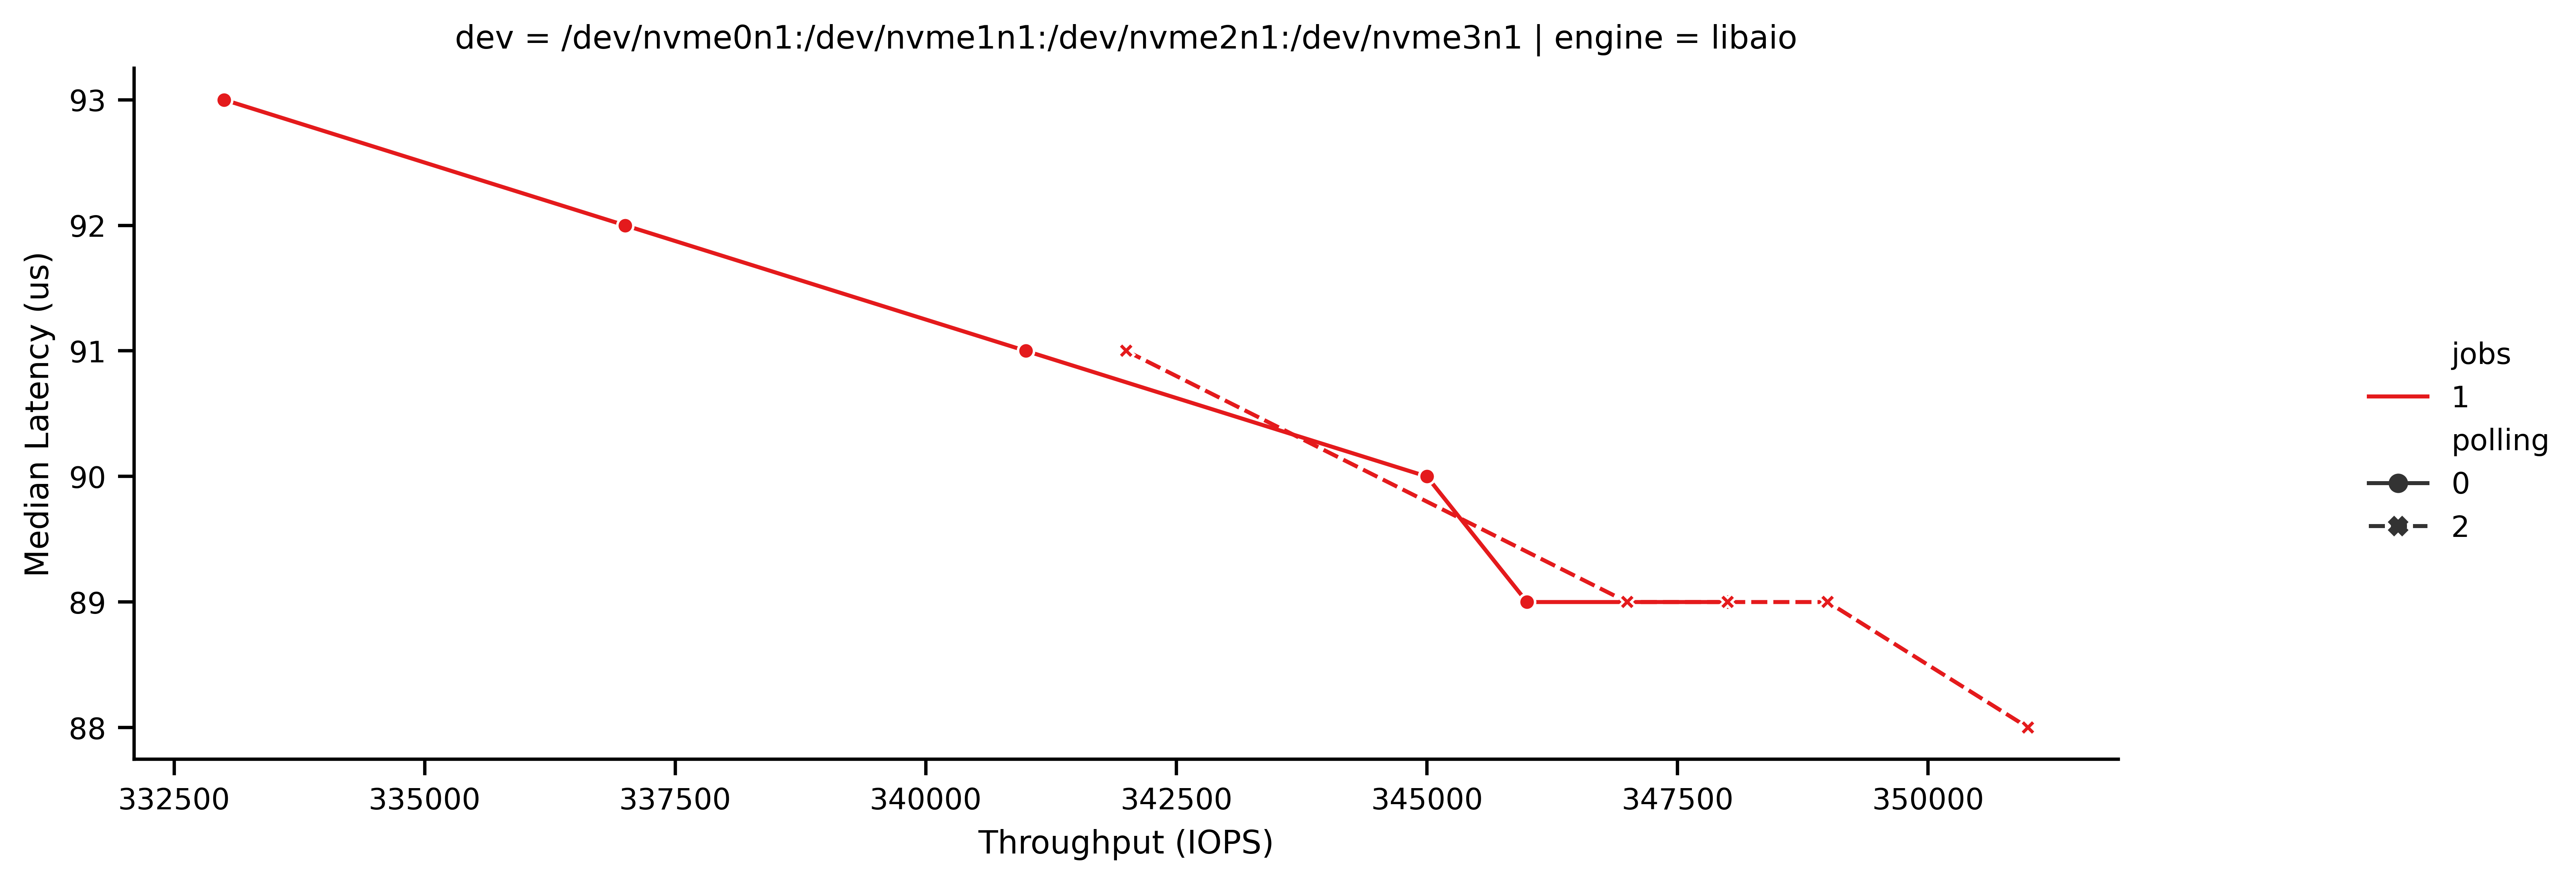 dev = /dev/nvme0n1:/dev/nvme1n1:/dev/nvme2n1:/dev/nvme3n1 | engine = libaio
Median Latency (us)
93
92
91
90
89
88
332500 335000 337500 340000 342500 345000 347500 350000
Throughput (IOPS)
jobs
1
polling
0
2